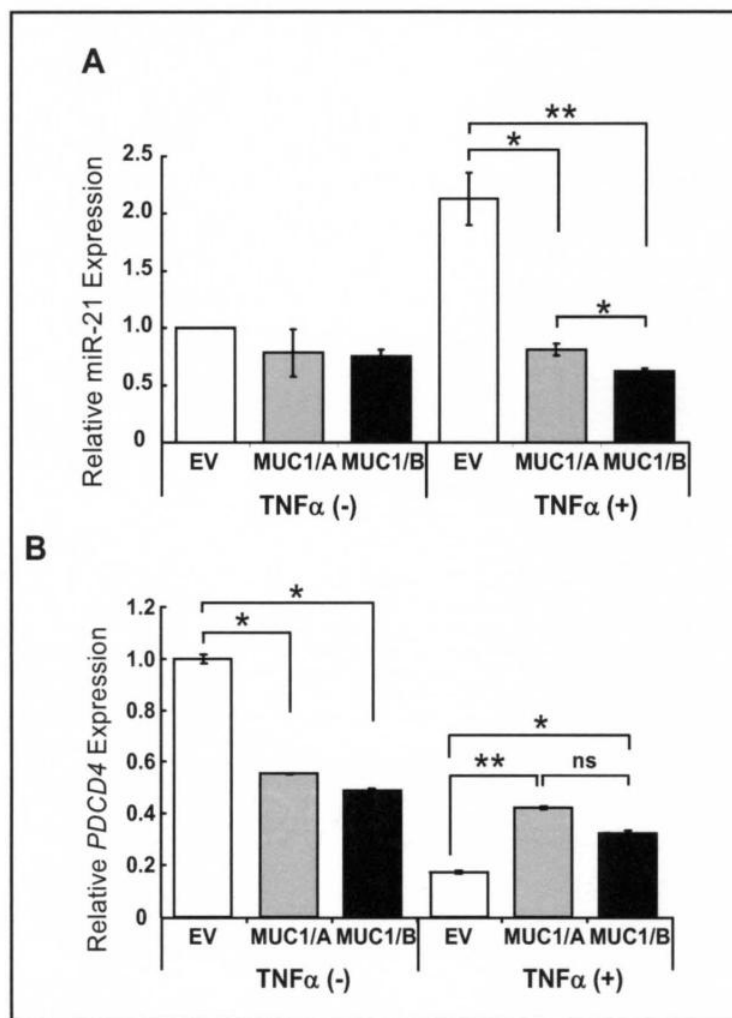 A
Relative miR-21 Expression
2.5
2.0
1.5
1.0
0.5
0
**
*
*
EV MUC1/A MUC1/B EV MUC1/A MUC1/B
TNFα (-) TNFα (+)
B
Relative PDCD4 Expression
1.2
1.0
0.8
0.6
0.4
0.2
0
*
*
*
** ns
EV MUC1/A MUC1/B EV MUC1/A MUC1/B
TNFα (-) TNFα (+)